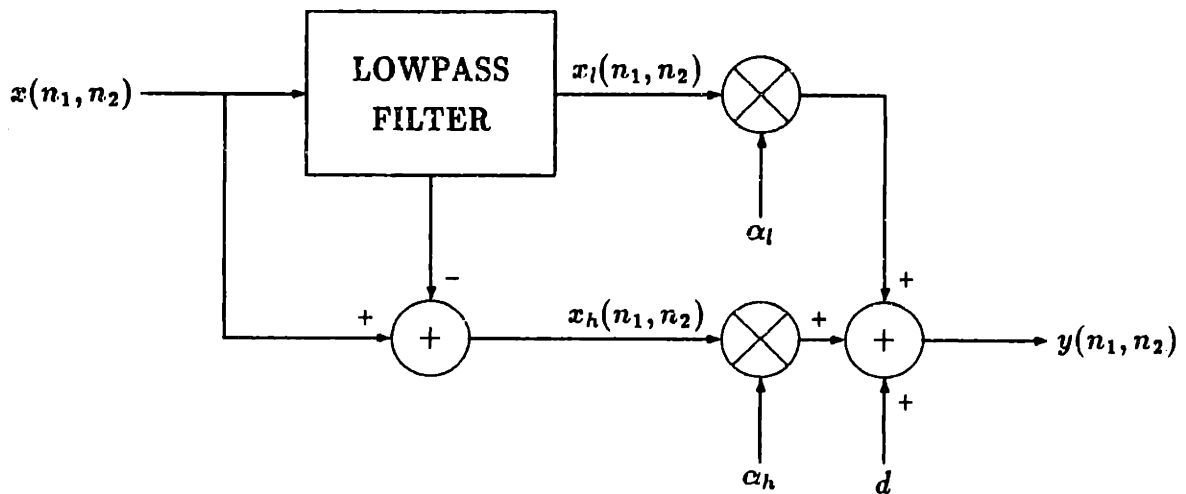 x(n₁, n₂)
LOWPASS
FILTER
xₗ(n₁, n₂)
αₗ
−
+
+
+
xₕ(n₁, n₂)
+
+
y(n₁, n₂)
+
αₕ
d